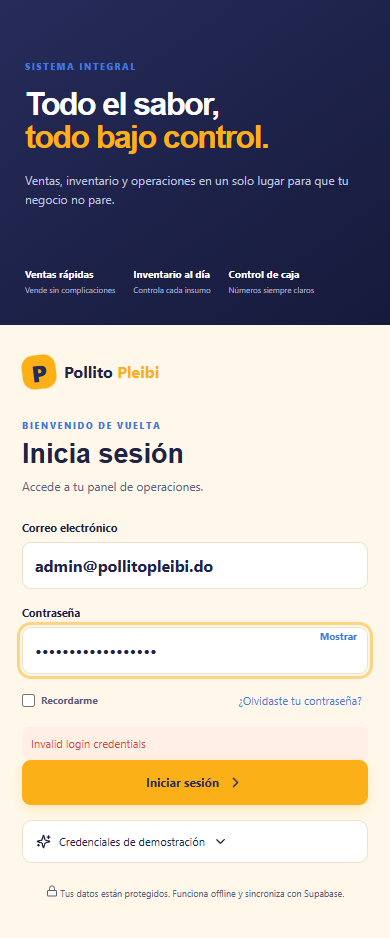 SISTEMA INTEGRAL
Todo el sabor,
todo bajo control.
Ventas, inventario y operaciones en un solo lugar para que tu
negocio no pare.
Ventas rápidas
Vende sin complicaciones
Inventario al día
Controla cada insumo
Control de caja
Números siempre claros
P
Pollito Pleibi
BIENVENIDO DE VUELTA
Inicia sesión
Accede a tu panel de operaciones.
Correo electrónico
admin@pollitopleibi.do
Contraseña
••••••••••••••••••
Mostrar
Recordarme
¿Olvidaste tu contraseña?
Invalid login credentials
Iniciar sesión
Credenciales de demostración
Tus datos están protegidos. Funciona offline y sincroniza con Supabase.